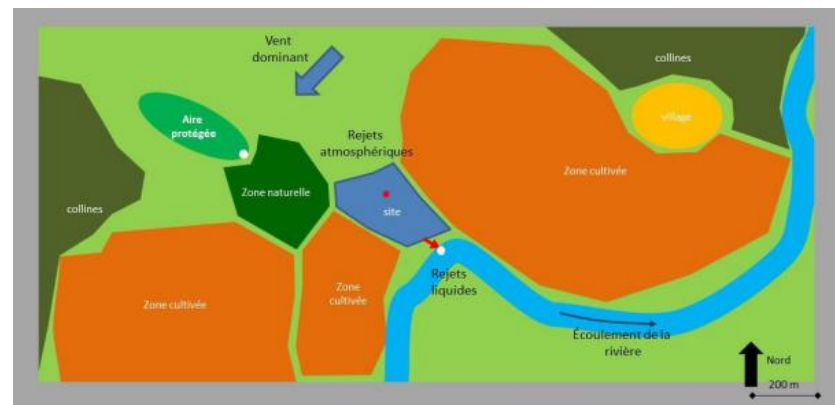 Vent
dominant
collines
Aire
protégée
village
Rejets
atmosphériques
Zone cultivée
Zone naturelle
collines
site
Rejets
liquides
Zone
cultivée
Zone cultivée
Écoulement de la
rivière
Nord
200 m